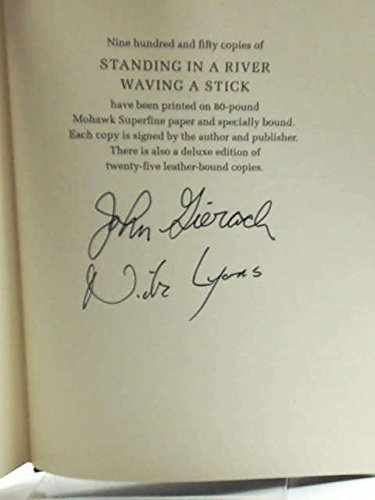 Nine hundred and fifty copies of
STANDING IN A RIVER
WAVING A STICK
have been printed on 80-pound
Mohawk Superfine paper and specially bound.
Each copy is signed by the author and publisher.
There is also a deluxe edition of
twenty-five leather-bound copies.
John Gierach
Nick Lyons